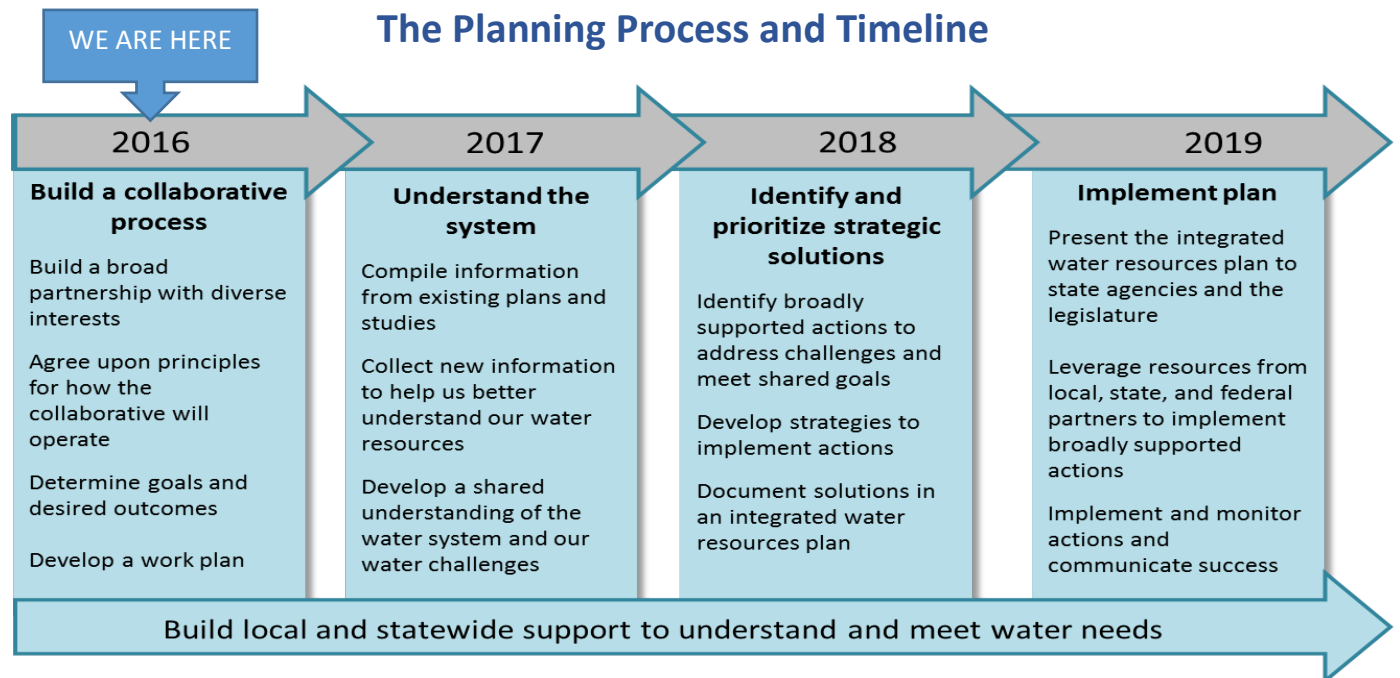 WE ARE HERE
The Planning Process and Timeline
2016
2017
2018
2019
Build a collaborative
process
Build a broad
partnership with diverse
interests
Agree upon principles
for how the
collaborative will
operate
Determine goals and
desired outcomes
Develop a work plan
Understand the
system
Compile information
from existing plans and
studies
Collect new information
to help us better
understand our water
resources
Develop a shared
understanding of the
water system and our
water challenges
Identify and
prioritize strategic
solutions
Identify broadly
supported actions to
address challenges and
meet shared goals
Develop strategies to
implement actions
Document solutions in
an integrated water
resources plan
Implement plan
Present the integrated
water resources plan to
state agencies and the
legislature
Leverage resources from
local, state, and federal
partners to implement
broadly supported
actions
Implement and monitor
actions and
communicate success
Build local and statewide support to understand and meet water needs